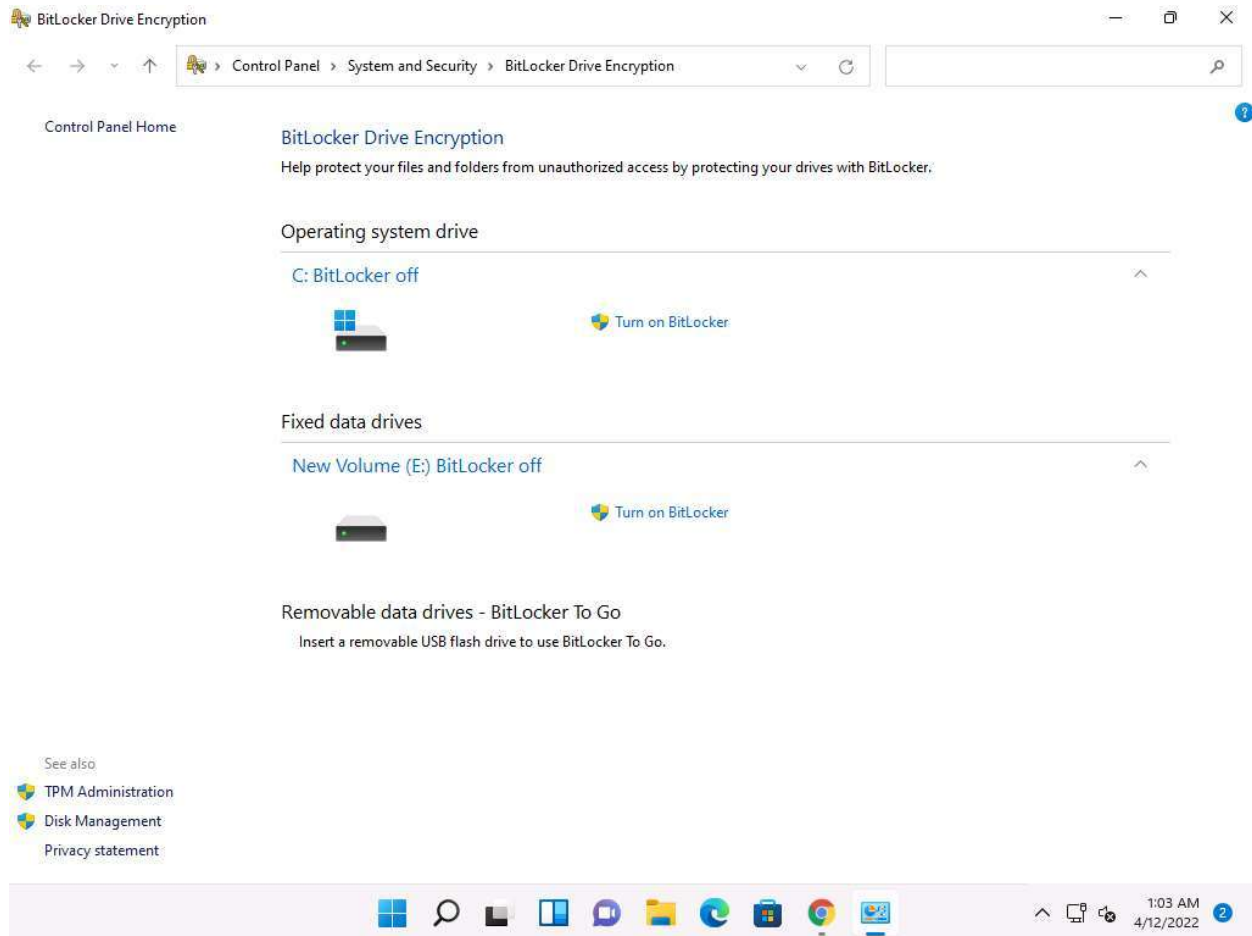 BitLocker Drive Encryption
Control Panel > System and Security > BitLocker Drive Encryption
?
Control Panel Home
BitLocker Drive Encryption
Help protect your files and folders from unauthorized access by protecting your drives with BitLocker.
Operating system drive
C: BitLocker off
Turn on BitLocker
Fixed data drives
New Volume (E:) BitLocker off
Turn on BitLocker
Removable data drives - BitLocker To Go
Insert a removable USB flash drive to use BitLocker To Go.
See also
TPM Administration
Disk Management
Privacy statement
1:03 AM
4/12/2022
2